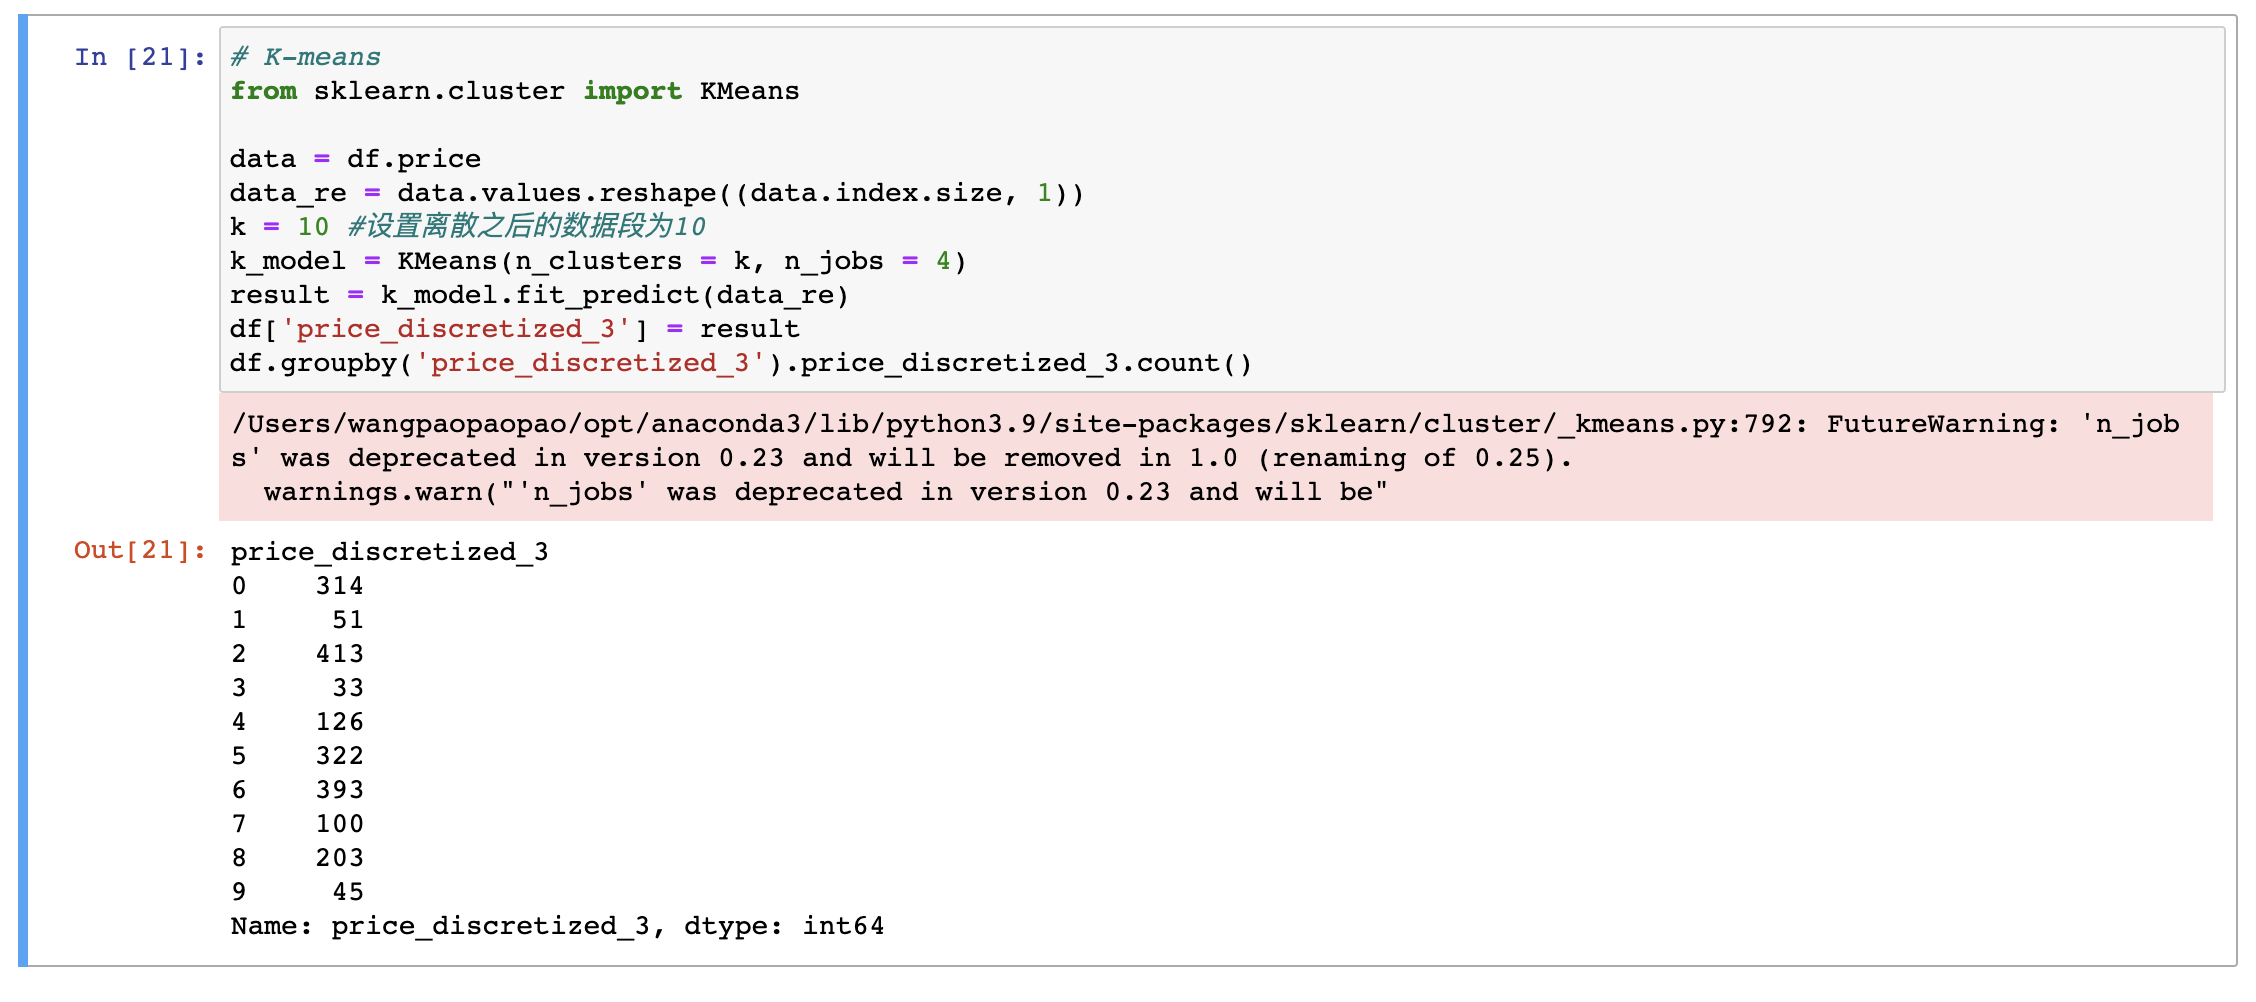 In [21]:
# K-means
from sklearn.cluster import KMeans
data = df.price
data_re = data.values.reshape((data.index.size, 1))
k = 10 #设置离散之后的数据段为10
k_model = KMeans(n_clusters = k, n_jobs = 4)
result = k_model.fit_predict(data_re)
df['price_discretized_3'] = result
df.groupby('price_discretized_3').price_discretized_3.count()
/Users/wangpaopaopao/opt/anaconda3/lib/python3.9/site-packages/sklearn/cluster/_kmeans.py:792: FutureWarning: 'n_job
s' was deprecated in version 0.23 and will be removed in 1.0 (renaming of 0.25).
  warnings.warn("'n_jobs' was deprecated in version 0.23 and will be"
Out[21]:
price_discretized_3
0    314
1     51
2    413
3     33
4    126
5    322
6    393
7    100
8    203
9     45
Name: price_discretized_3, dtype: int64